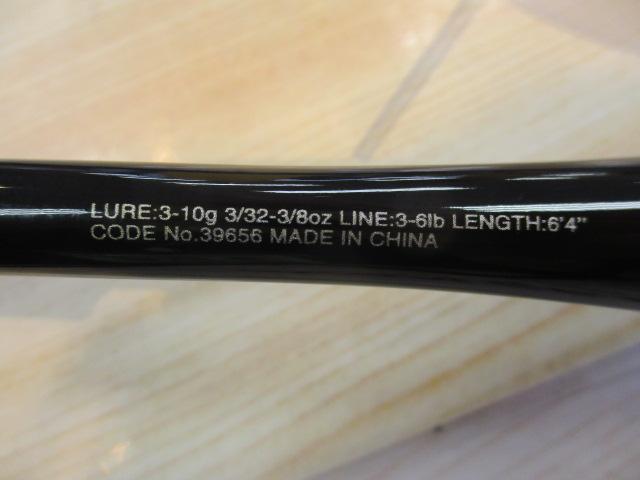 LURE:3-10g 3/32-3/8oz LINE:3-6lb LENGTH:6'4"
CODE No.39656 MADE IN CHINA